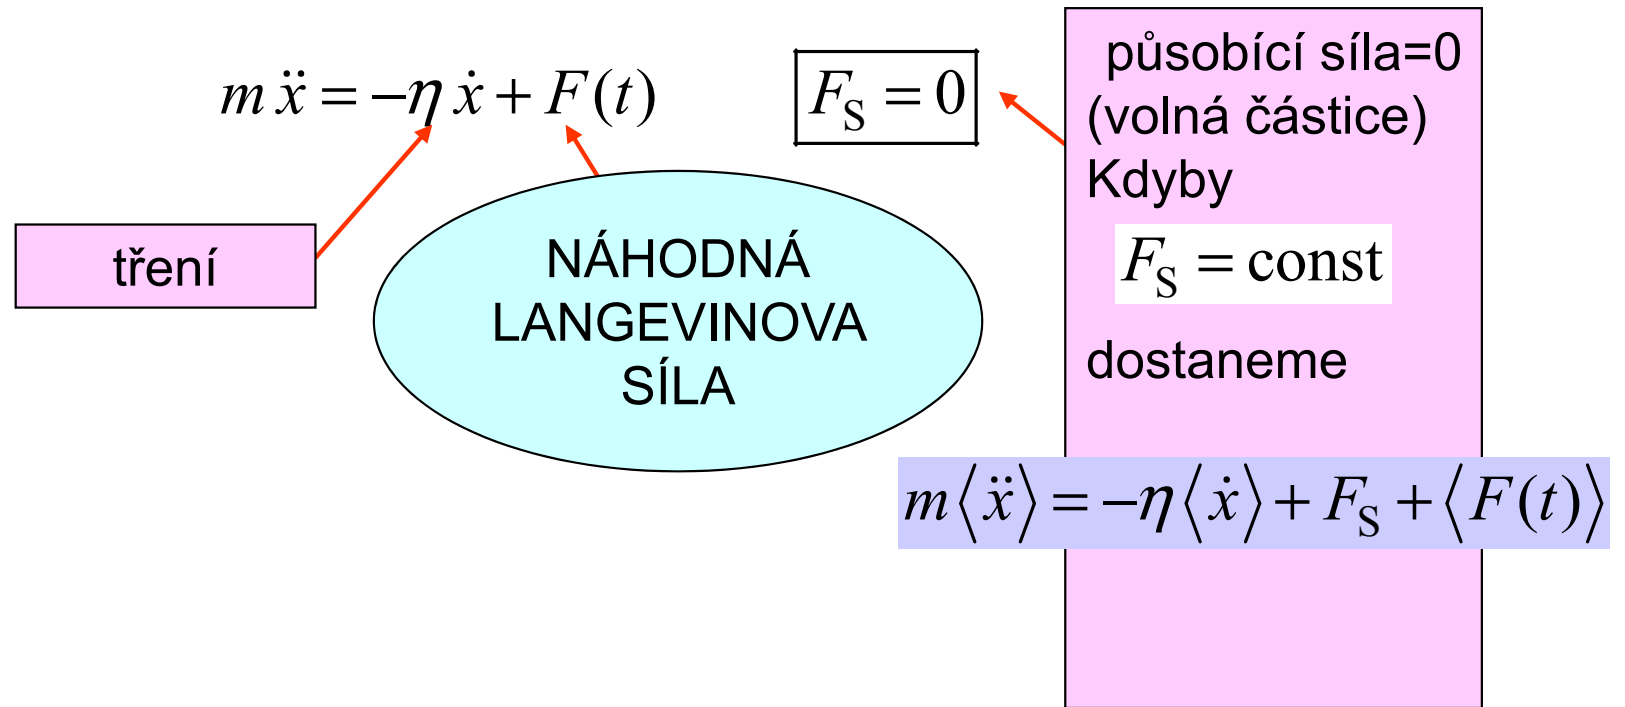 m ẍ = −η ẋ + F(t)
F_S = 0
tření
NÁHODNÁ
LANGEVINOVA
SÍLA
působící síla=0
(volná částice)
Kdyby
F_S = const
dostaneme
m⟨ẍ⟩ = −η⟨ẋ⟩ + F_S + ⟨F(t)⟩